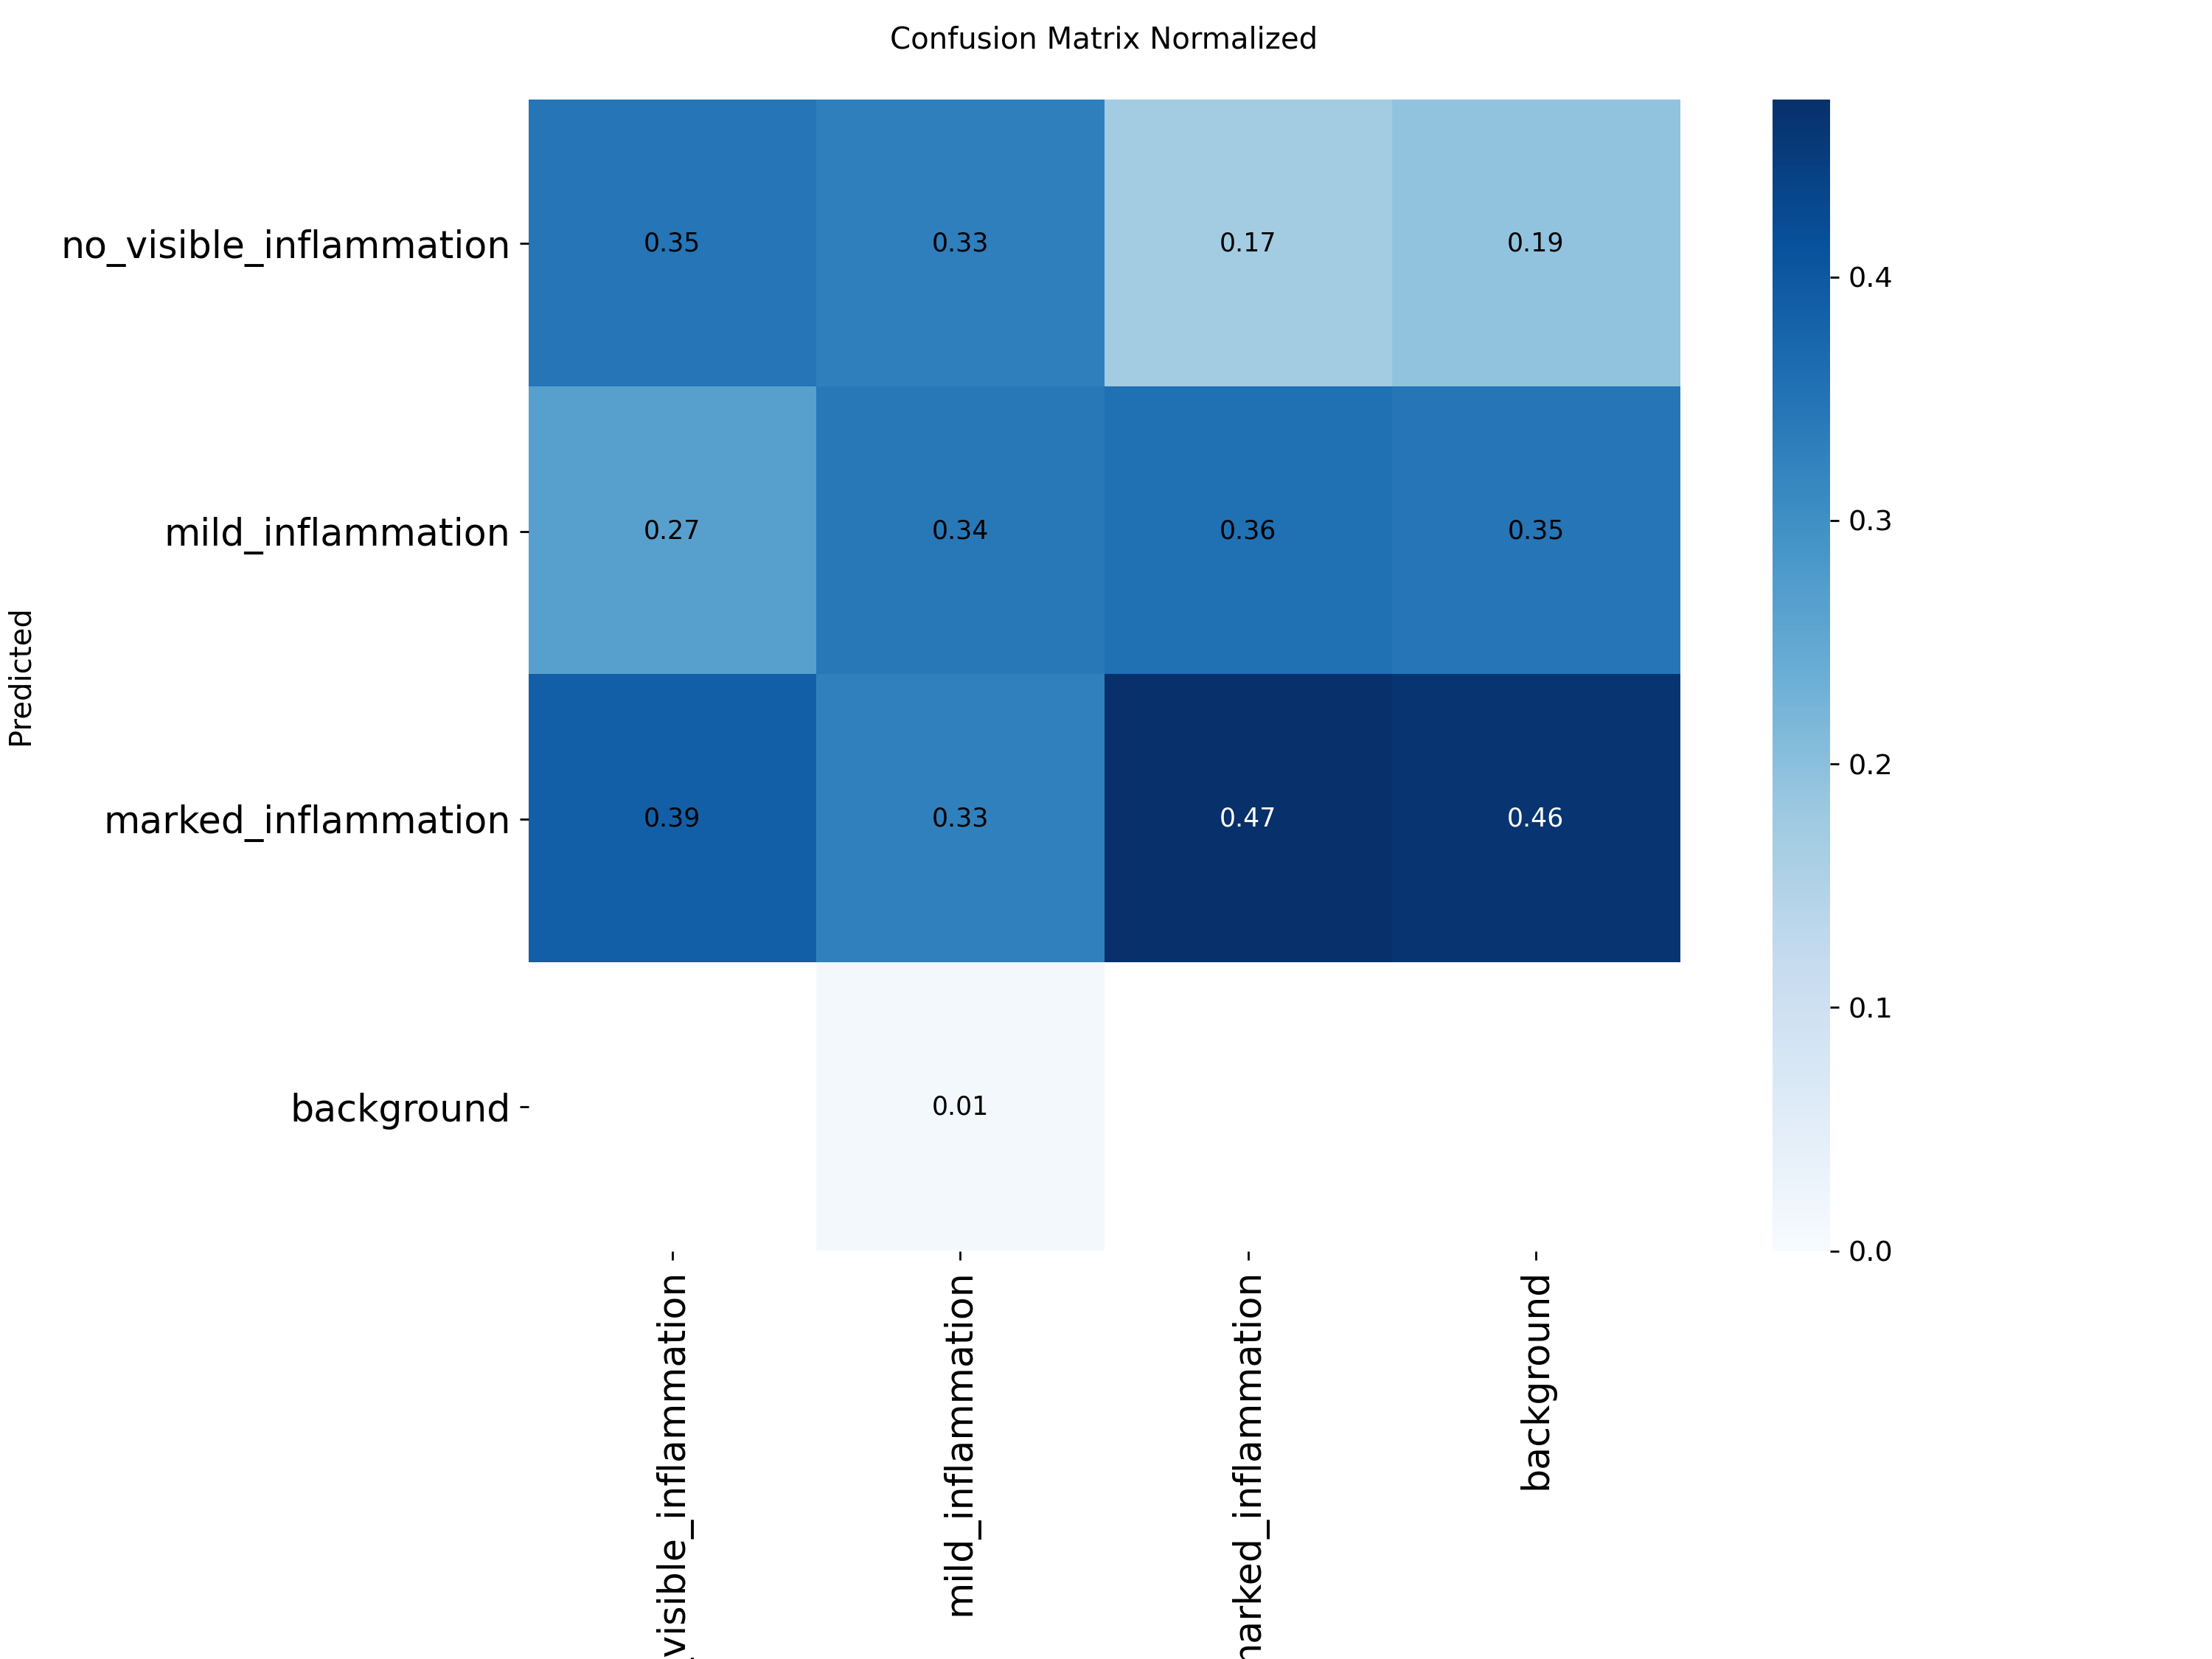 Confusion Matrix Normalized
no_visible_inflammation
0.35 0.33 0.17 0.19
0.4
mild_inflammation
0.27 0.34 0.36 0.35
0.3
Predicted
0.2
marked_inflammation
0.39 0.33 0.47 0.46
0.1
background
0.01
0.0
_visible_inflammation
mild_inflammation
narked_inflammation
background